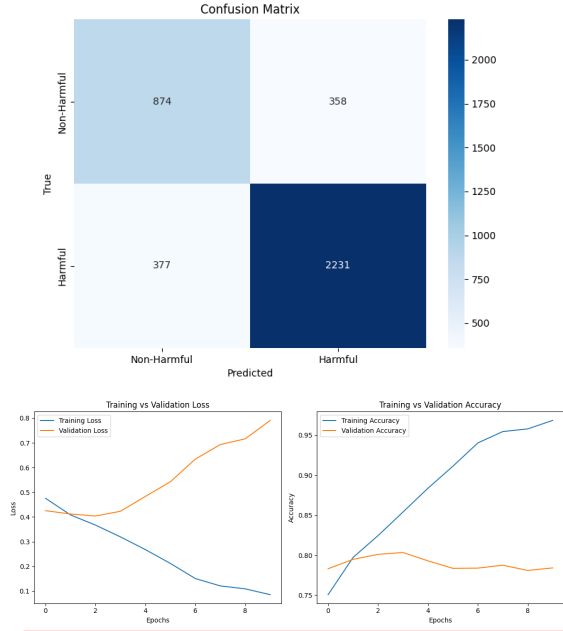 Confusion Matrix
Non-Harmful
874
358
True
Harmful
377
2231
Non-Harmful
Harmful
Predicted
2000
1750
1500
1250
1000
750
500
Training vs Validation Loss
Training Loss
Validation Loss
0.8
0.7
0.6
0.5
0.4
0.3
0.2
0.1
Loss
0 2 4 6 8
Epochs
Training vs Validation Accuracy
Training Accuracy
Validation Accuracy
0.95
0.90
0.85
0.80
0.75
Accuracy
0 2 4 6 8
Epochs